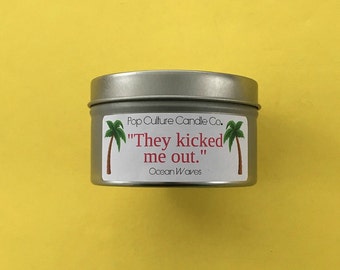 Pop Culture Candle Co.
"They kicked
me out."
Ocean Waves